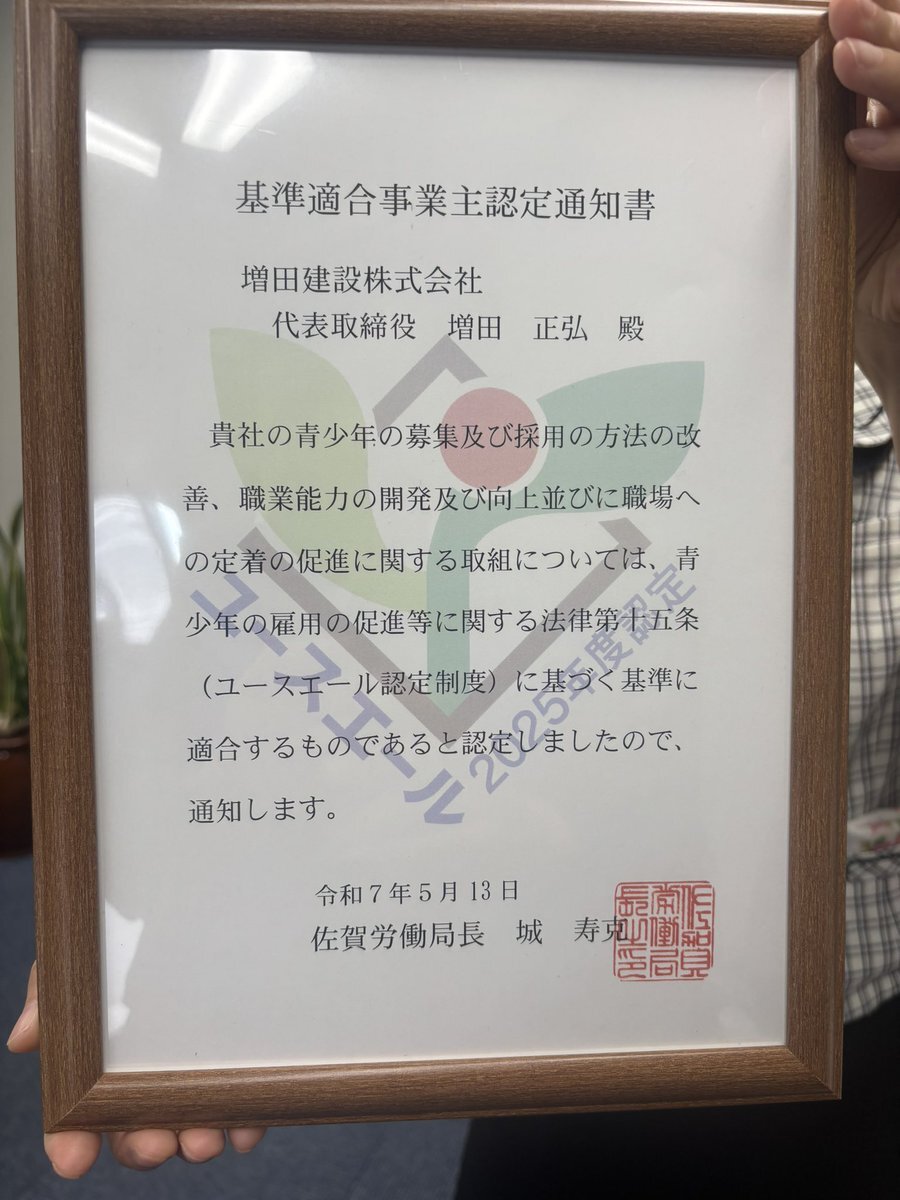 基準適合事業主認定通知書
増田建設株式会社
代表取締役　増田　正弘　殿
貴社の青少年の募集及び採用の方法の改
善、職業能力の開発及び向上並びに職場へ
の定着の促進に関する取組については、青
少年の雇用の促進等に関する法律第十五条
（ユースエール認定制度）に基づく基準に
適合するものであると認定しましたので、
通知します。
ユースエール
2025年度認定
令和７年５月13日
佐賀労働局長　城　寿克
佐賀
労働局
長之印